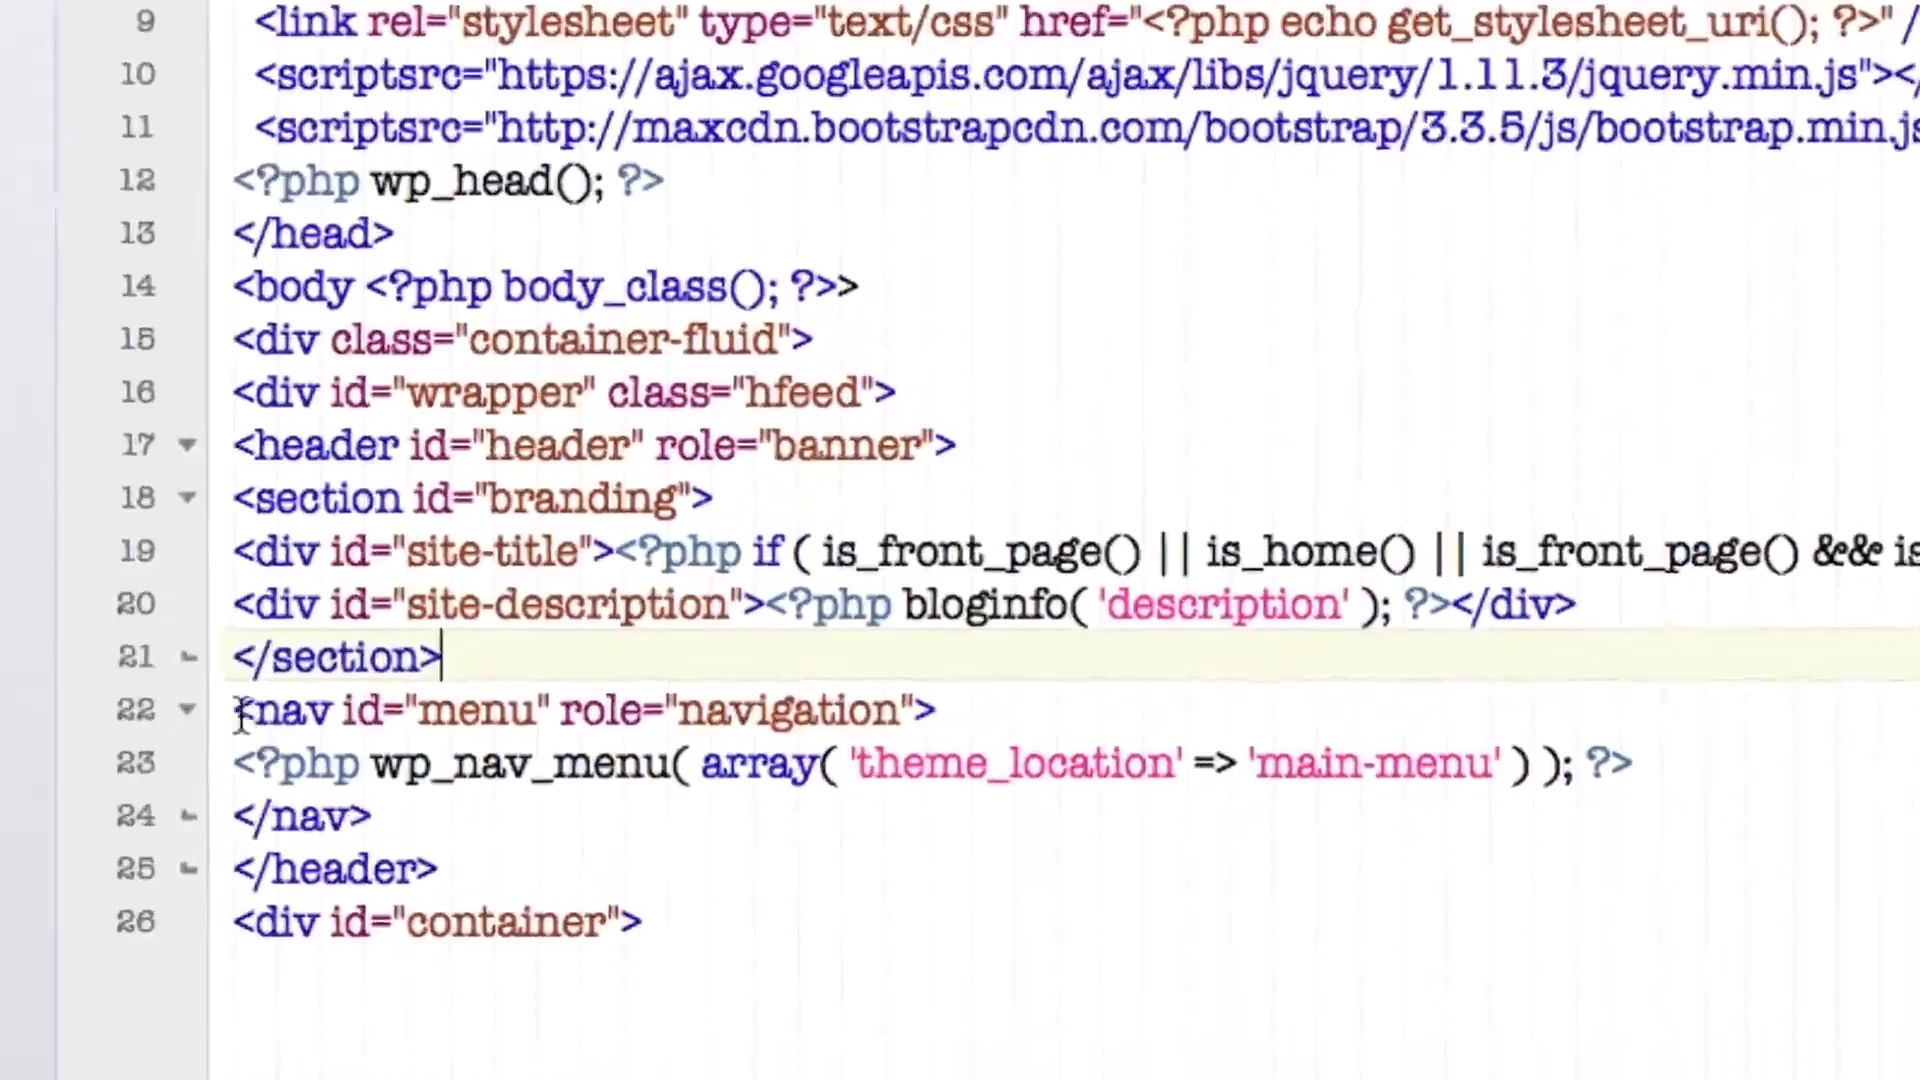 9 <link rel="stylesheet" type="text/css" href="<?php echo get_stylesheet_uri(); ?>" /
10 <scriptsrc="https://ajax.googleapis.com/ajax/libs/jquery/1.11.3/jquery.min.js"></
11 <scriptsrc="http://maxcdn.bootstrapcdn.com/bootstrap/3.3.5/js/bootstrap.min.js
12 <?php wp_head(); ?>
13 </head>
14 <body <?php body_class(); ?>>
15 <div class="container-fluid">
16 <div id="wrapper" class="hfeed">
17 <header id="header" role="banner">
18 <section id="branding">
19 <div id="site-title"><?php if ( is_front_page() || is_home() || is_front_page() && is
20 <div id="site-description"><?php bloginfo( 'description' ); ?></div>
21 </section>
22 <nav id="menu" role="navigation">
23 <?php wp_nav_menu( array( 'theme_location' => 'main-menu' ) ); ?>
24 </nav>
25 </header>
26 <div id="container">